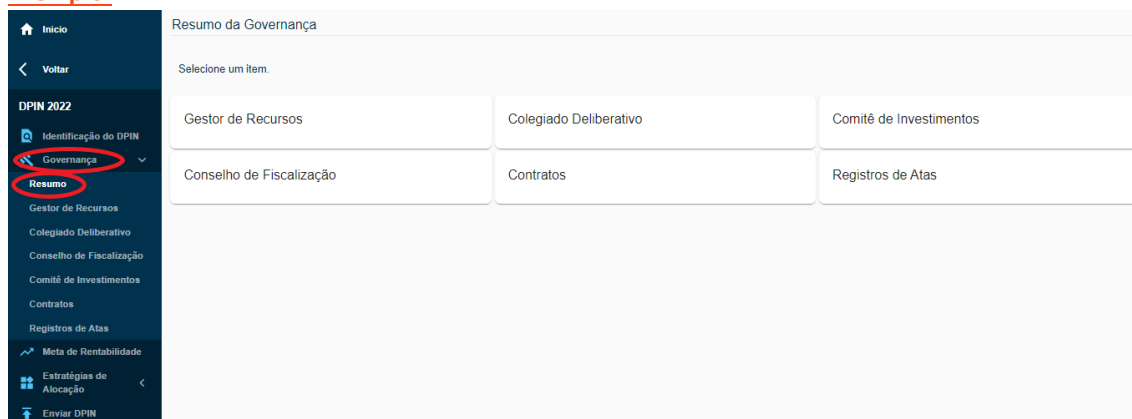 Inicio
Voltar
DPIN 2022
Identificação do DPIN
Governança
Resumo
Gestor de Recursos
Colegiado Deliberativo
Conselho de Fiscalização
Comitê de Investimentos
Contratos
Registros de Atas
Meta de Rentabilidade
Estratégias de
Alocação
Enviar DPIN
Resumo da Governança
Selecione um item.
Gestor de Recursos
Colegiado Deliberativo
Comitê de Investimentos
Conselho de Fiscalização
Contratos
Registros de Atas